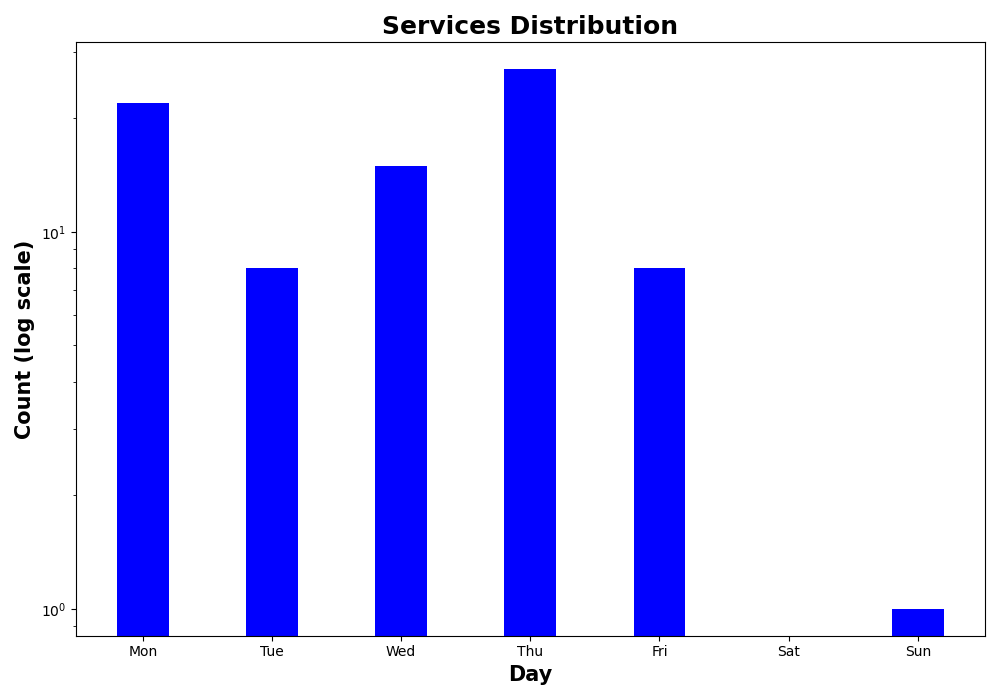 Services Distribution
Count (log scale)
10¹
10⁰
Mon Tue Wed Thu Fri Sat Sun
Day